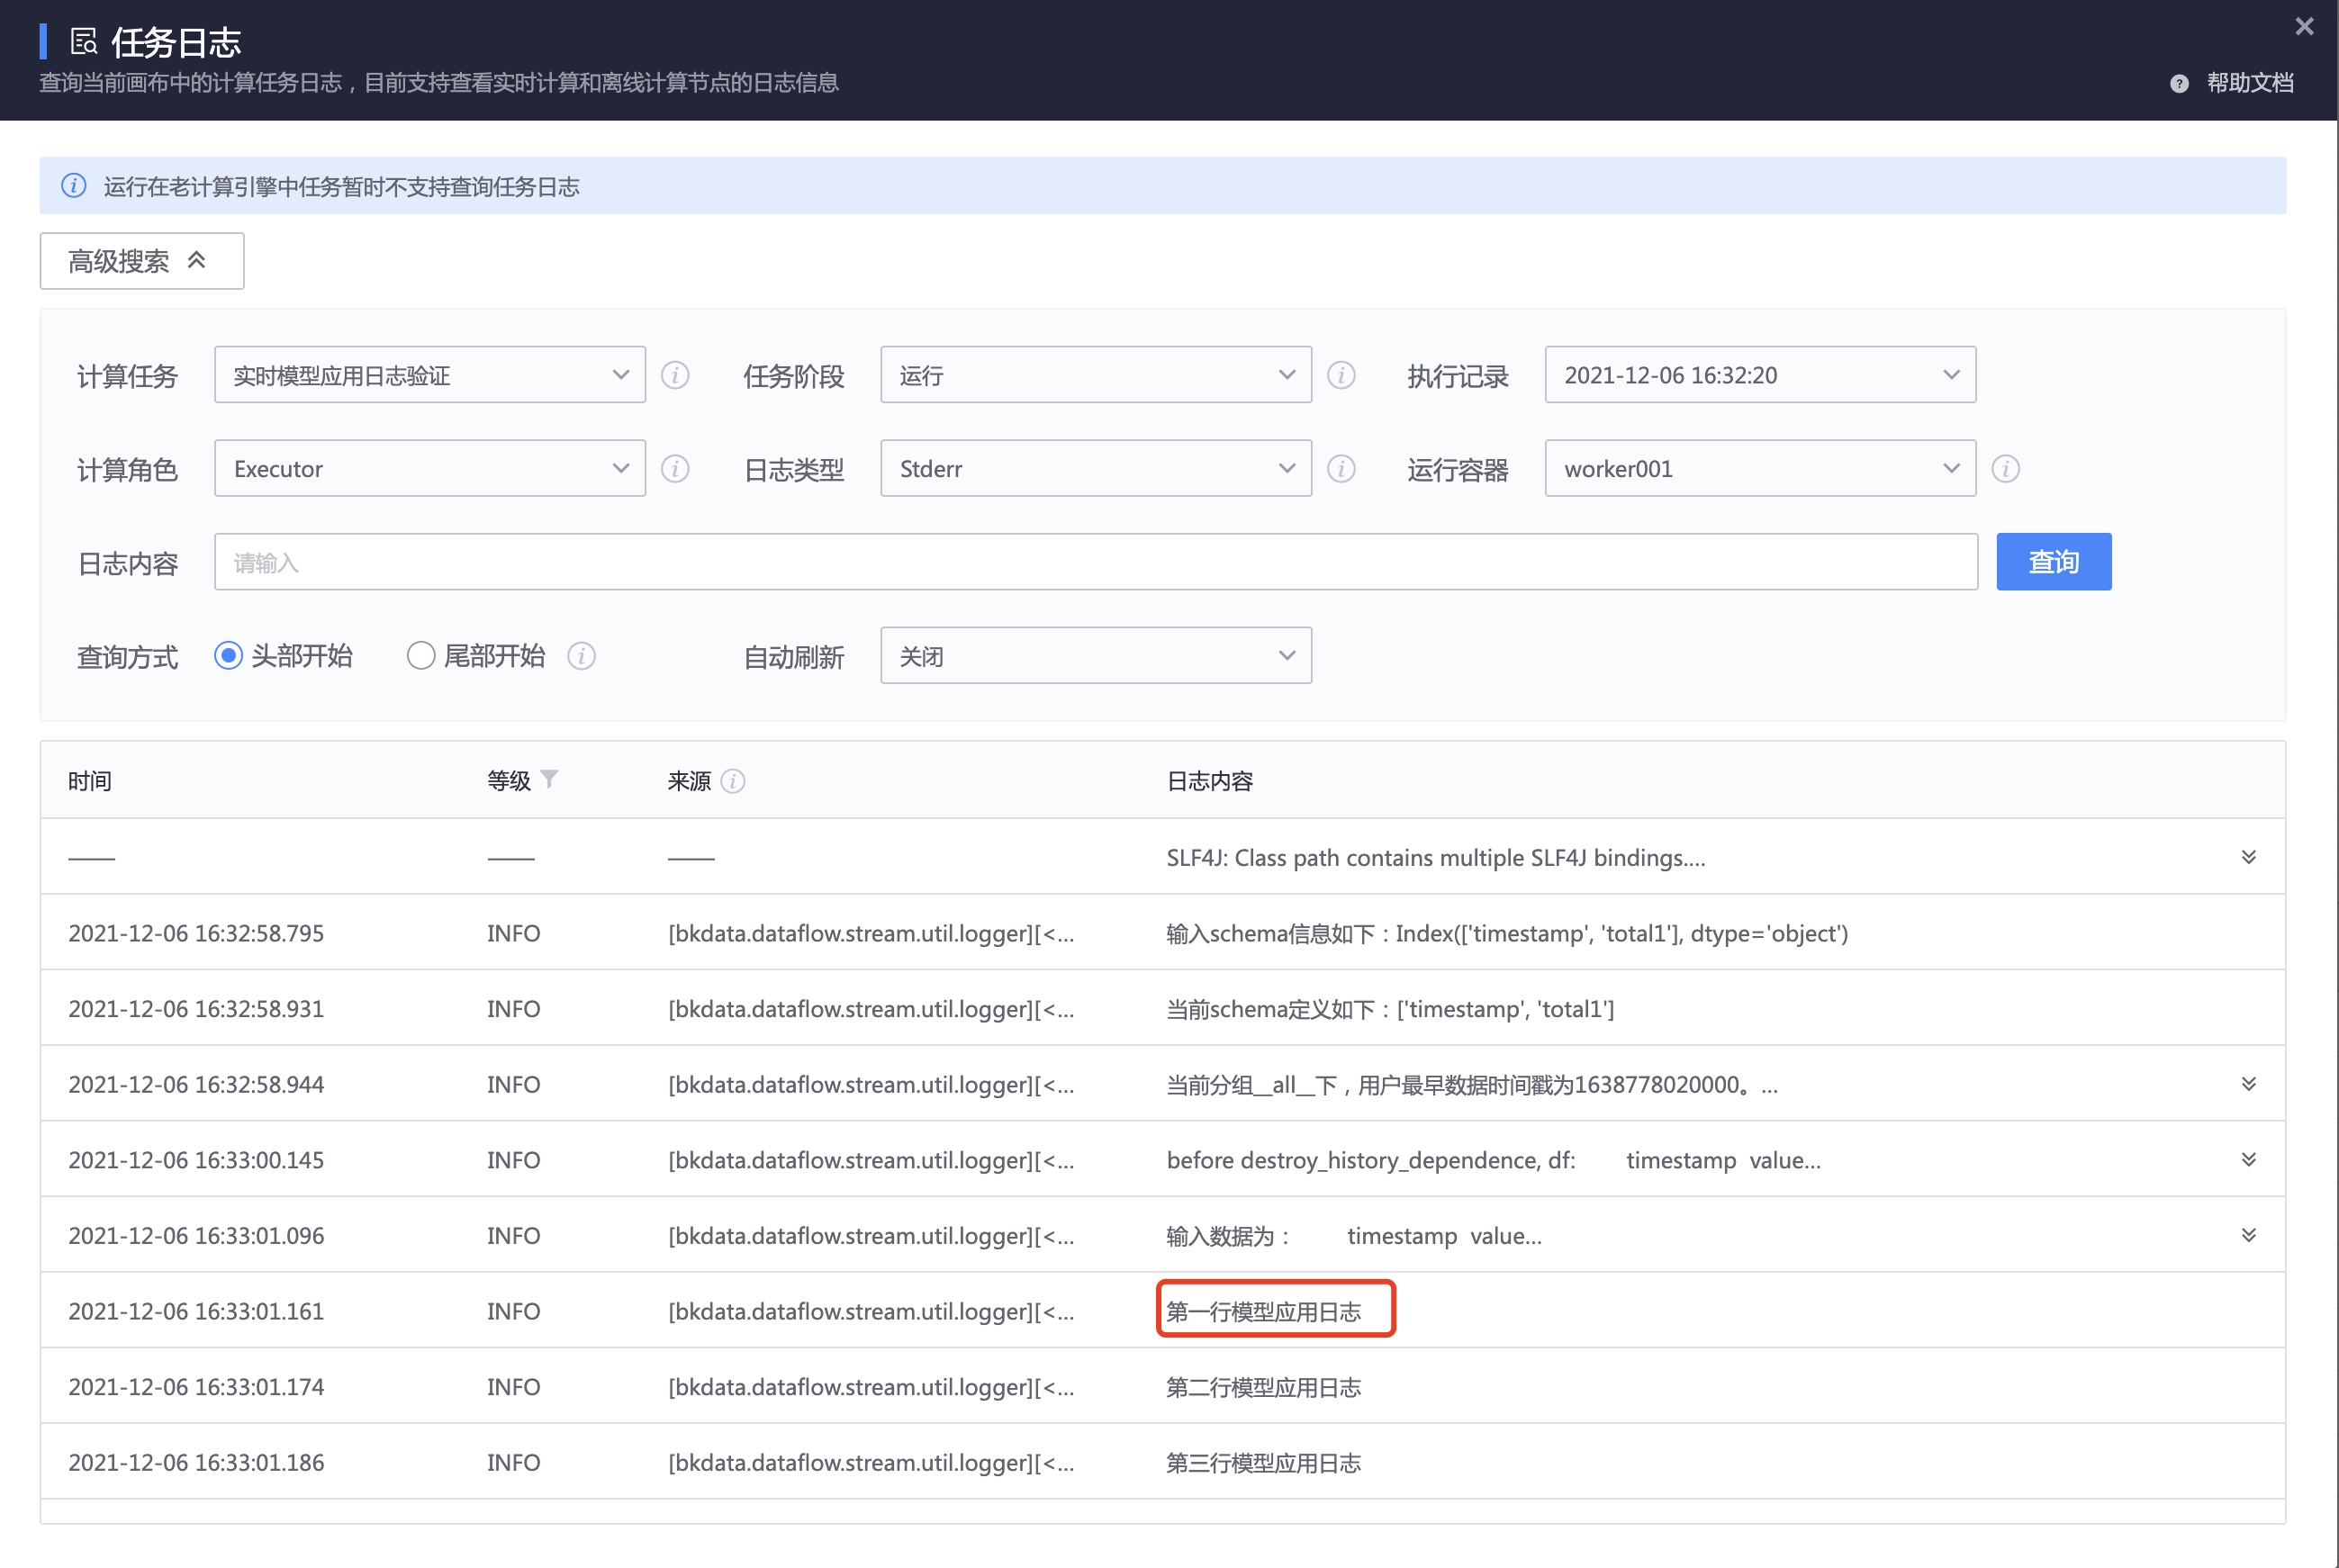 任务日志
查询当前画布中的计算任务日志，目前支持查看实时计算和离线计算节点的日志信息
帮助文档
运行在老计算引擎中任务暂时不支持查询任务日志
高级搜索
计算任务 实时模型应用日志验证 任务阶段 运行 执行记录 2021-12-06 16:32:20
计算角色 Executor 日志类型 Stderr 运行容器 worker001
日志内容 请输入 查询
查询方式 头部开始 尾部开始 自动刷新 关闭
时间 等级 来源 日志内容
—— —— —— SLF4J: Class path contains multiple SLF4J bindings....
2021-12-06 16:32:58.795 INFO [bkdata.dataflow.stream.util.logger][<... 输入schema信息如下：Index(['timestamp', 'total1'], dtype='object')
2021-12-06 16:32:58.931 INFO [bkdata.dataflow.stream.util.logger][<... 当前schema定义如下：['timestamp', 'total1']
2021-12-06 16:32:58.944 INFO [bkdata.dataflow.stream.util.logger][<... 当前分组__all__下，用户最早数据时间戳为1638778020000。...
2021-12-06 16:33:00.145 INFO [bkdata.dataflow.stream.util.logger][<... before destroy_history_dependence, df: timestamp value...
2021-12-06 16:33:01.096 INFO [bkdata.dataflow.stream.util.logger][<... 输入数据为： timestamp value...
2021-12-06 16:33:01.161 INFO [bkdata.dataflow.stream.util.logger][<... 第一行模型应用日志
2021-12-06 16:33:01.174 INFO [bkdata.dataflow.stream.util.logger][<... 第二行模型应用日志
2021-12-06 16:33:01.186 INFO [bkdata.dataflow.stream.util.logger][<... 第三行模型应用日志